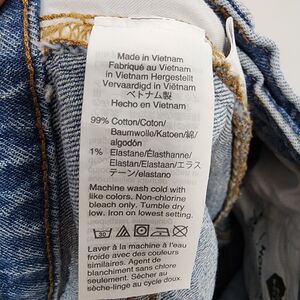 Made in Vietnam
Fabriqué au Vietnam
in Vietnam Hergestellt
Vervaardigd in Viëtnam
ベトナム製
Hecho en Vietnam
99% Cotton/Coton/
Baumwolle/Katoen/綿/
algodón
1% Elastane/Élasthanne/
Elastan/Elastaan/エラス
テーン/elastano
Machine wash cold with
like colors. Non-chlorine
bleach only. Tumble dry
low. Iron on lowest setting.
30
Laver à la machine à l'eau
froide avec des couleurs
similaires. Agent de
blanchiment sans chlore
seulement. Séchage au
sèche-linge au cycle doux.